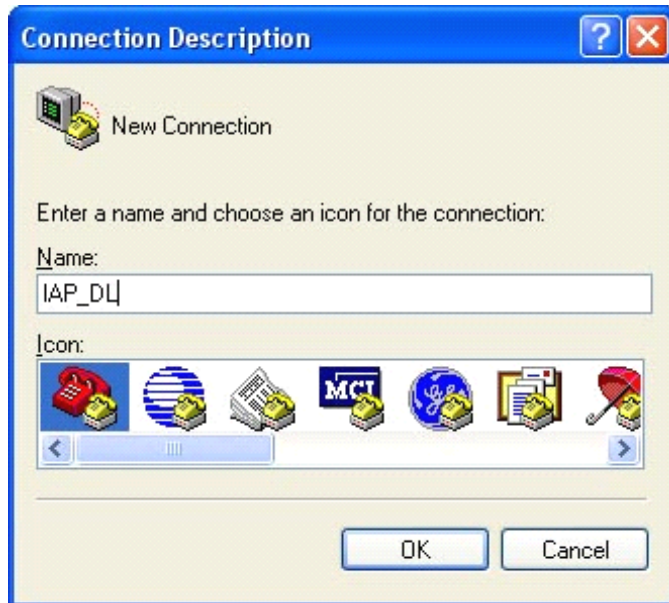 Connection Description
New Connection
Enter a name and choose an icon for the connection:
Name:
IAP_DL
Icon:
MCI
OK
Cancel